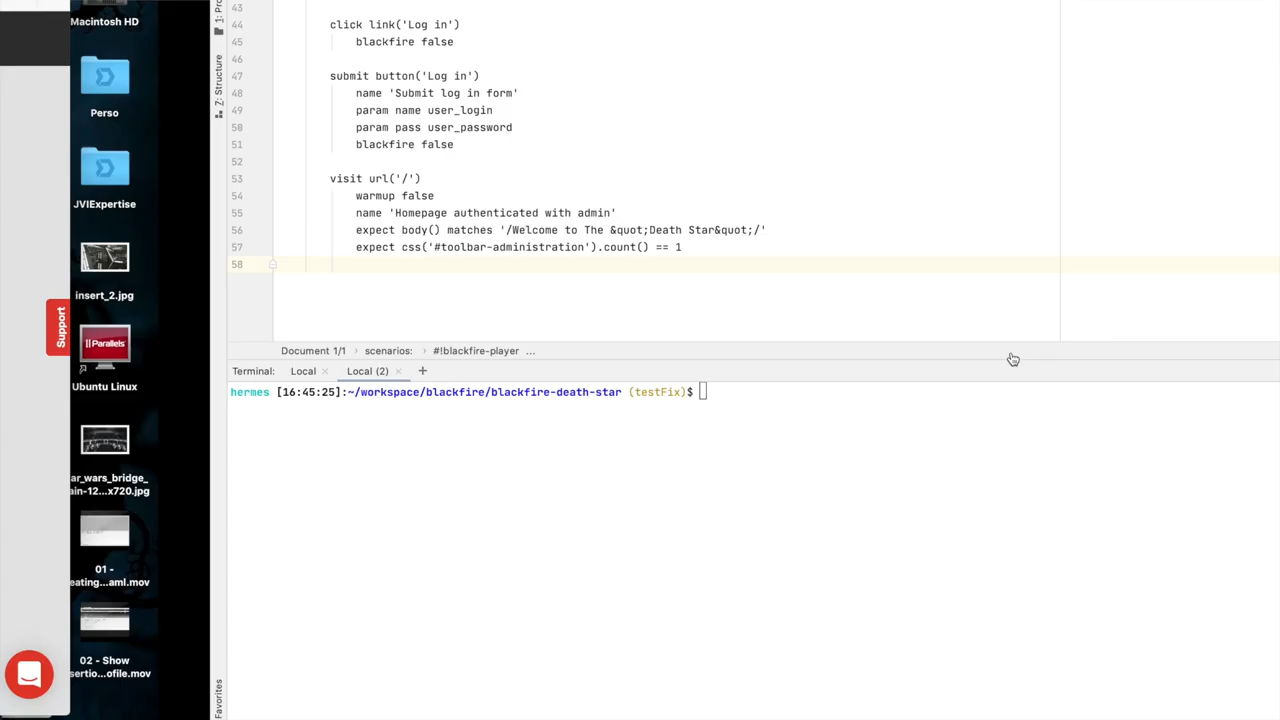 Macintosh HD
Perso
JVIExpertise
insert_2.jpg
Support
|| Parallels
Ubuntu Linux
ar_wars_bridge_
ain-12...x720.jpg
01 -
eating...aml.mov
02 - Show
sertio...ofile.mov
1: Pro
Z: Structure
Favorites
43
44 click link('Log in')
45 blackfire false
46
47 submit button('Log in')
48 name 'Submit log in form'
49 param name user_login
50 param pass user_password
51 blackfire false
52
53 visit url('/')
54 warmup false
55 name 'Homepage authenticated with admin'
56 expect body() matches '/Welcome to The &quot;Death Star&quot;/'
57 expect css('#toolbar-administration').count() == 1
58
Document 1/1 › scenarios: › #!blackfire-player ...
Terminal: Local × Local (2) × +
hermes [16:45:25]:~/workspace/blackfire/blackfire-death-star (testFix)$